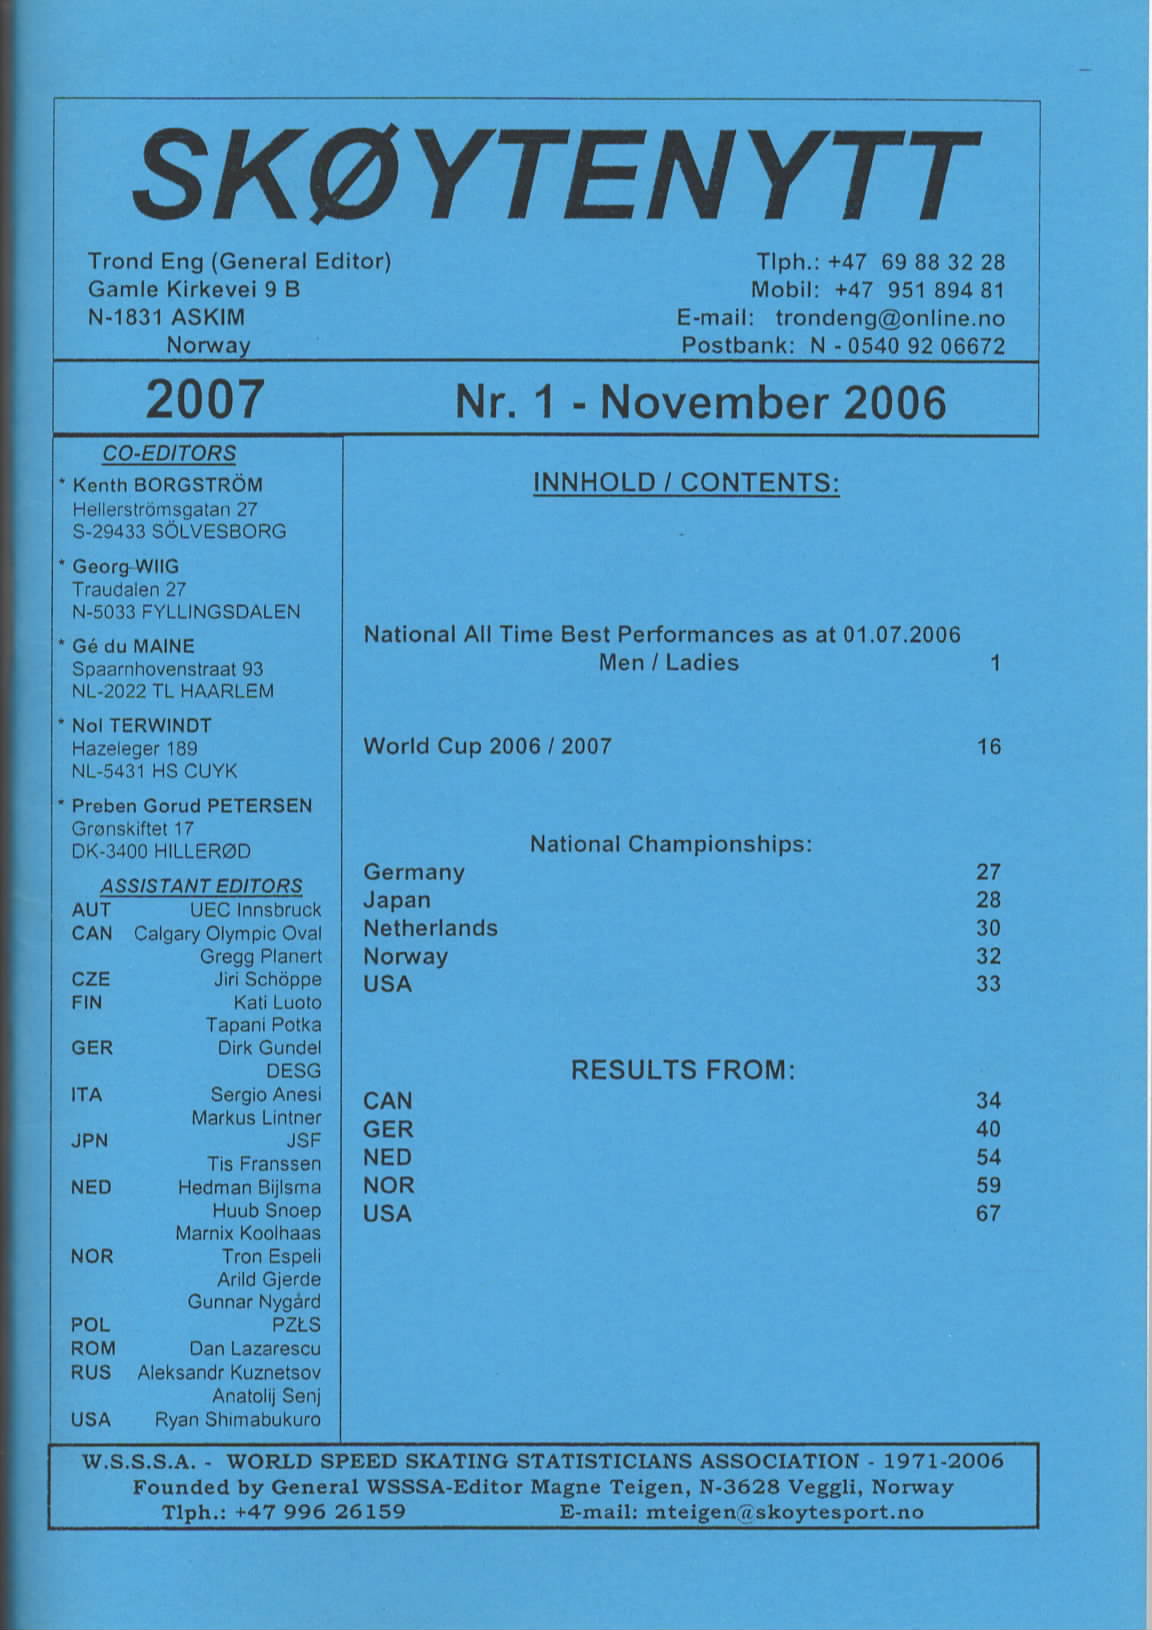 SKØYTENYTT
Trond Eng (General Editor)
Gamle Kirkevei 9 B
N-1831 ASKIM
Norway
Tlph.: +47 69 88 32 28
Mobil: +47 951 894 81
E-mail: trondeng@online.no
Postbank: N - 0540 92 06672
2007 Nr. 1 - November 2006
CO-EDITORS
* Kenth BORGSTRÖM
Hellerströmsgatan 27
S-29433 SÖLVESBORG
* Georg WIIG
Traudalen 27
N-5033 FYLLINGSDALEN
* Gé du MAINE
Spaarnhovenstraat 93
NL-2022 TL HAARLEM
* Nol TERWINDT
Hazeleger 189
NL-5431 HS CUYK
* Preben Gorud PETERSEN
Grønskiftet 17
DK-3400 HILLERØD
ASSISTANT EDITORS
AUT UEC Innsbruck
CAN Calgary Olympic Oval
Gregg Planert
CZE Jiri Schöppe
FIN Kati Luoto
Tapani Potka
GER Dirk Gundel
DESG
ITA Sergio Anesi
Markus Lintner
JPN JSF
Tis Franssen
NED Hedman Bijlsma
Huub Snoep
Marnix Koolhaas
NOR Tron Espeli
Arild Gjerde
Gunnar Nygård
POL PZŁS
ROM Dan Lazarescu
RUS Aleksandr Kuznetsov
Anatolij Senj
USA Ryan Shimabukuro
INNHOLD / CONTENTS:
National All Time Best Performances as at 01.07.2006
Men / Ladies 1
World Cup 2006 / 2007 16
National Championships:
Germany 27
Japan 28
Netherlands 30
Norway 32
USA 33
RESULTS FROM:
CAN 34
GER 40
NED 54
NOR 59
USA 67
W.S.S.S.A. - WORLD SPEED SKATING STATISTICIANS ASSOCIATION - 1971-2006
Founded by General WSSSA-Editor Magne Teigen, N-3628 Veggli, Norway
Tlph.: +47 996 26159 E-mail: mteigen@skoytesport.no